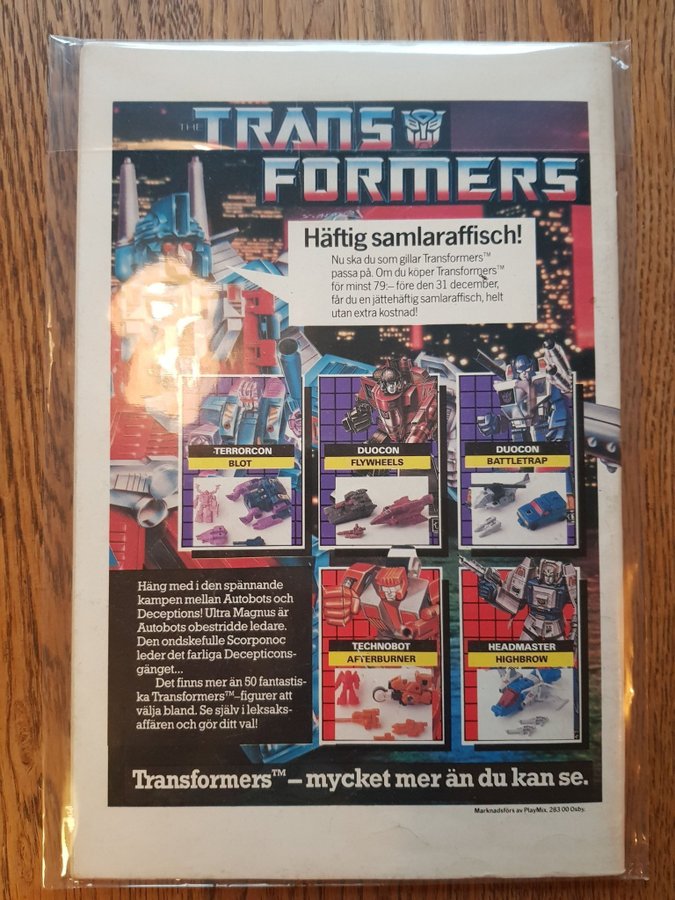 THE TRANS
FORMERS
Häftig samlaraffisch!
Nu ska du som gillar Transformers™
passa på. Om du köper Transformers™
för minst 79:– före den 31 december,
får du en jättehäftig samlaraffisch, helt
utan extra kostnad!
TERRORCON
BLOT
DUOCON
FLYWHEELS
DUOCON
BATTLETRAP
Häng med i den spännande
kampen mellan Autobots och
Deceptions! Ultra Magnus är
Autobots obestridde ledare.
Den ondskefulle Scorponoc
leder det farliga Decepticons-
gänget...
Det finns mer än 50 fantastis-
ka Transformers™-figurer att
välja bland. Se själv i leksaks-
affären och gör ditt val!
TECHNOBOT
AFTERBURNER
HEADMASTER
HIGHBROW
Transformers™ – mycket mer än du kan se.
Marknadsförs av PlayMix, 283 00 Osby.